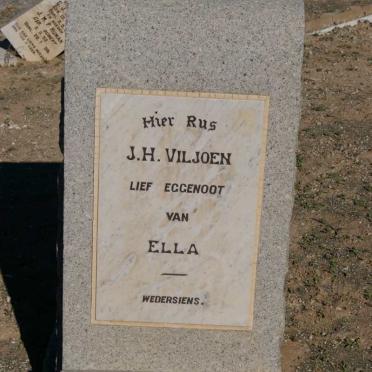 Hier Rus
J.H. VILJOEN
LIEF EGGENOOT
VAN
ELLA
WEDERSIENS.